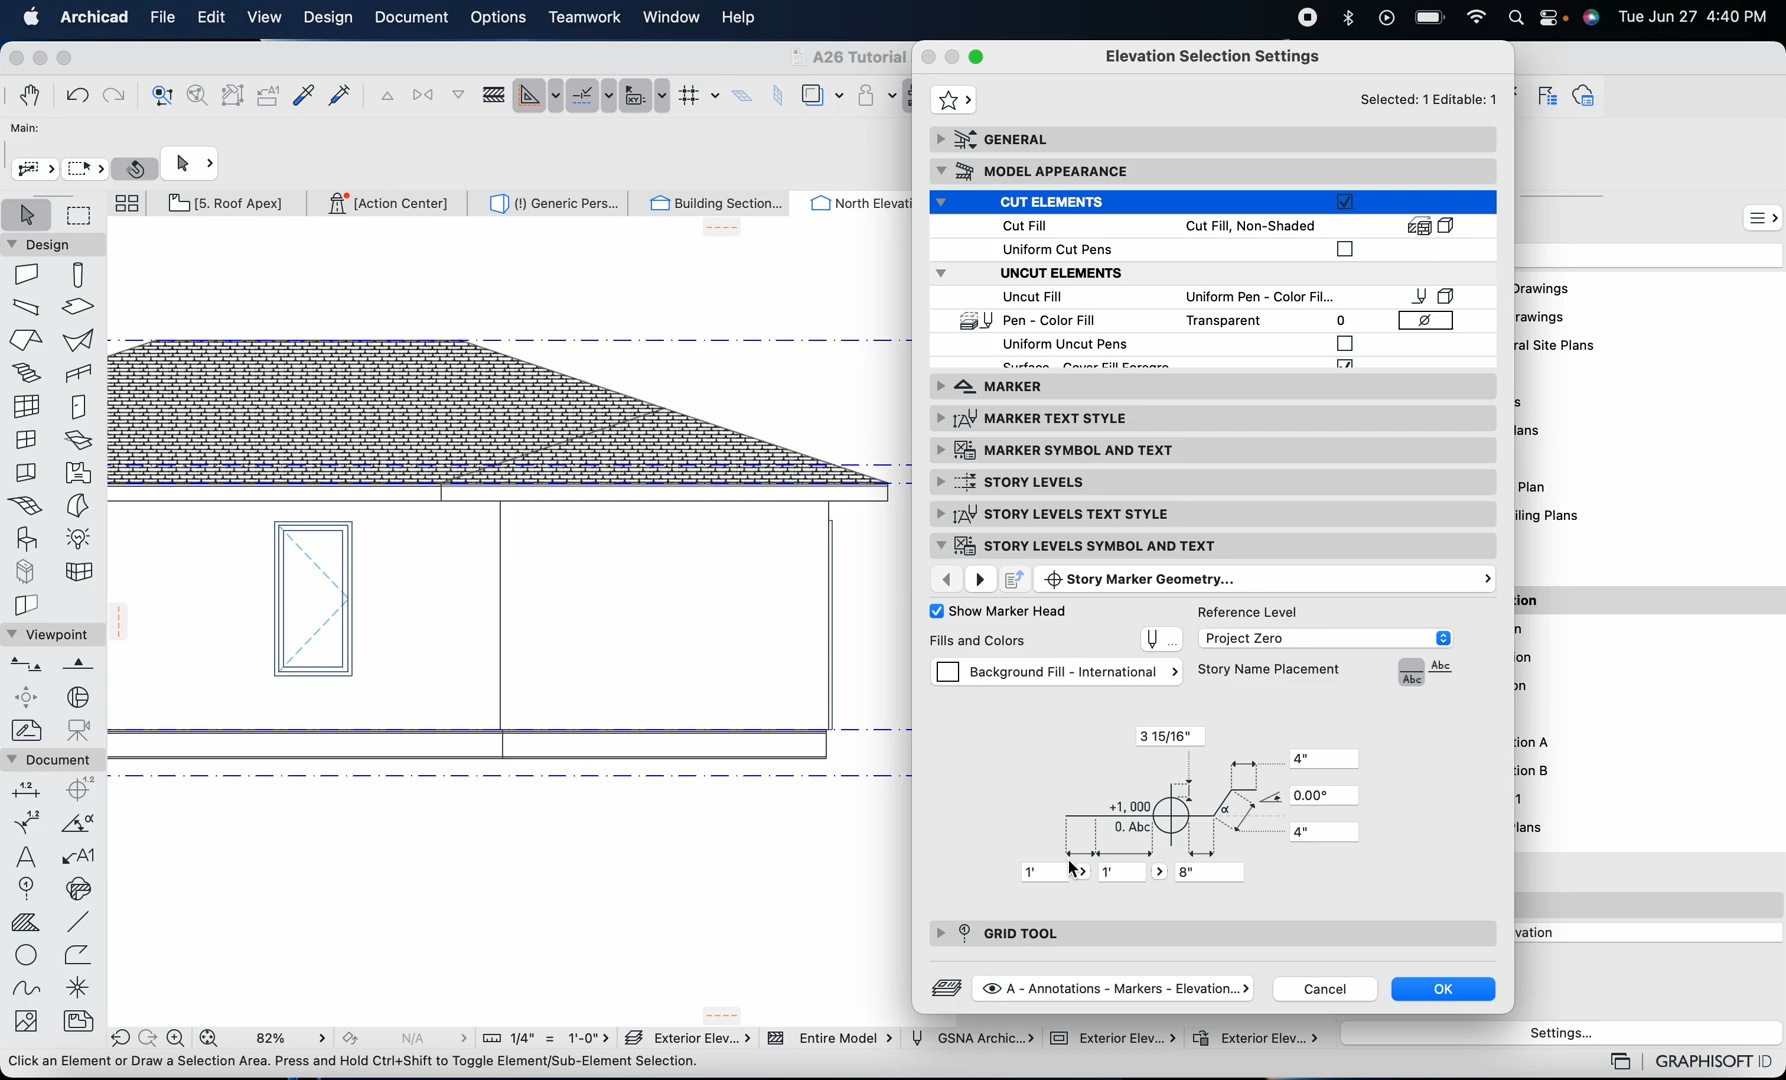 Archicad File Edit View Design Document Options Teamwork Window Help Tue Jun 27 4:40 PM
A26 Tutorial
Elevation Selection Settings
Selected: 1 Editable: 1
Main:
[5. Roof Apex] [Action Center] (!) Generic Pers... Building Section... North Elevati
Design
Viewpoint
Document
GENERAL
MODEL APPEARANCE
CUT ELEMENTS
Cut Fill Cut Fill, Non-Shaded
Uniform Cut Pens
UNCUT ELEMENTS
Uncut Fill Uniform Pen - Color Fil...
Pen - Color Fill Transparent 0
Uniform Uncut Pens
MARKER
MARKER TEXT STYLE
MARKER SYMBOL AND TEXT
STORY LEVELS
STORY LEVELS TEXT STYLE
STORY LEVELS SYMBOL AND TEXT
Story Marker Geometry...
Show Marker Head Reference Level
Fills and Colors Project Zero
Background Fill - International Story Name Placement Abc Abc
3 15/16"
4"
+1, 000 α 0.00°
0. Abc 4"
1' 1' 8"
GRID TOOL
A - Annotations - Markers - Elevation... Cancel OK
Drawings
rawings
ral Site Plans
s
lans
Plan
iling Plans
ion
n
ion
on
ion A
ion B
1
lans
vation
Settings...
82% N/A 1/4" = 1'-0" Exterior Elev... Entire Model GSNA Archic... Exterior Elev... Exterior Elev...
Click an Element or Draw a Selection Area. Press and Hold Ctrl+Shift to Toggle Element/Sub-Element Selection. GRAPHISOFT ID